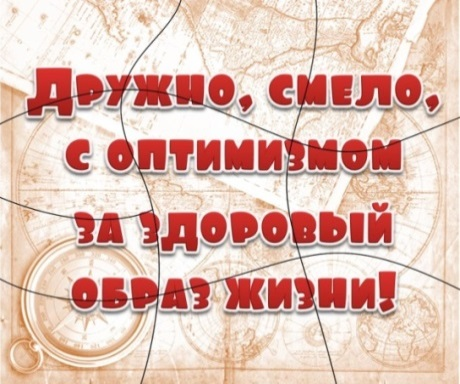 Дружно, смело,
с оптимизмом
за здоровый
образ жизни!